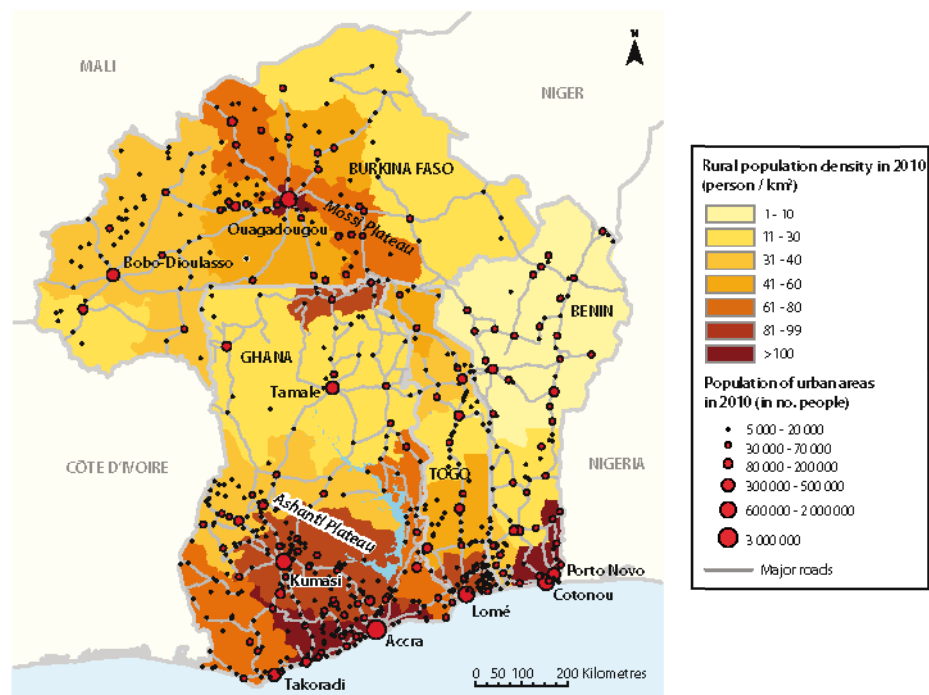 MALI
N
NIGER
BURKINA FASO
Mossi Plateau
Ouagadougou
Bobo-Dioulasso
BENIN
GHANA
Tamale
CÔTE D'IVOIRE
TOGO
NIGERIA
Ashanti Plateau
Kumasi
Porto Novo
Cotonou
Lomé
Accra
Takoradi
0 50 100 200 Kilometres
Rural population density in 2010
(person / km²)
1 - 10
11 - 30
31 - 40
41 - 60
61 - 80
81 - 99
>100
Population of urban areas
in 2010 (in no. people)
5 000 - 20 000
30 000 - 70 000
80 000 - 200 000
300 000 - 500 000
600 000 - 2 000 000
3 000 000
Major roads